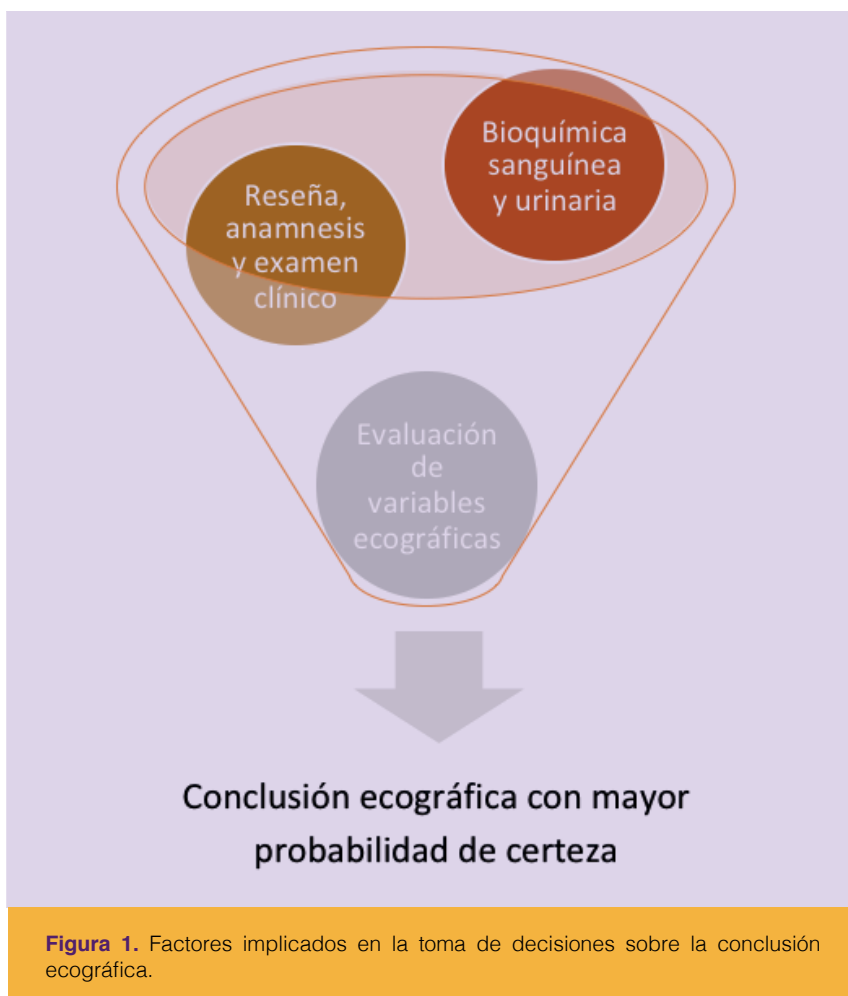 Bioquímica
sanguínea
y urinaria
Reseña,
anamnesis
y examen
clínico
Evaluación
de
variables
ecográficas
Conclusión ecográfica con mayor
probabilidad de certeza
Figura 1. Factores implicados en la toma de decisiones sobre la conclusión
ecográfica.